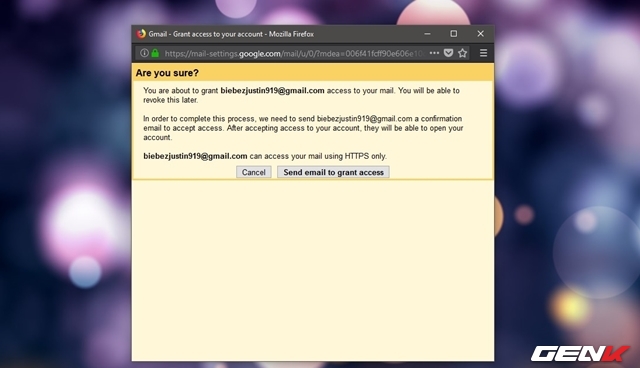 Gmail - Grant access to your account - Mozilla Firefox
https://mail-settings.google.com/mail/u/0/?mdea=006f41fcff90e606e1
Are you sure?
You are about to grant biebezjustin919@gmail.com access to your mail. You will be able to
revoke this later.
In order to complete this process, we need to send biebezjustin919@gmail.com a confirmation
email to accept access. After accepting access to your account, they will be able to open your
account.
biebezjustin919@gmail.com can access your mail using HTTPS only.
Cancel Send email to grant access
GENK